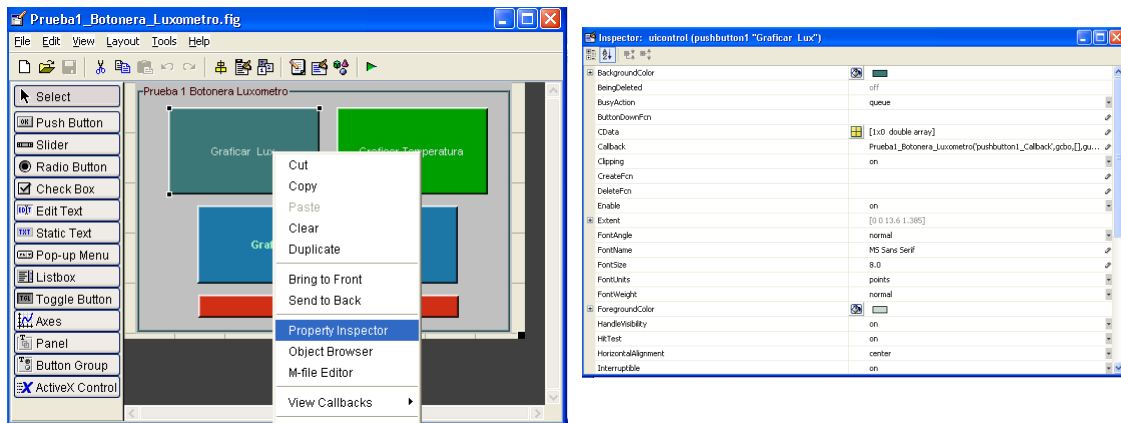 Prueba1_Botonera_Luxometro.fig
File Edit View Layout Tools Help
Select
Push Button
Slider
Radio Button
Check Box
Edit Text
Static Text
Pop-up Menu
Listbox
Toggle Button
Axes
Panel
Button Group
ActiveX Control
Prueba 1 Botonera Luxometro
Graficar Lux
Graficar Temperatura
Graf
Cut
Copy
Paste
Clear
Duplicate
Bring to Front
Send to Back
Property Inspector
Object Browser
M-file Editor
View Callbacks
Inspector: uicontrol (pushbutton1 "Graficar Lux")
BackgroundColor
BeingDeleted off
BusyAction queue
ButtonDownFcn
CData [1x0 double array]
Callback Prueba1_Botonera_Luxometro('pushbutton1_Callback',gcbo,[],gu...
Clipping on
CreateFcn
DeleteFcn
Enable on
Extent [0 0 13.6 1.385]
FontAngle normal
FontName MS Sans Serif
FontSize 8.0
FontUnits points
FontWeight normal
ForegroundColor
HandleVisibility on
HitTest on
HorizontalAlignment center
Interruptible on